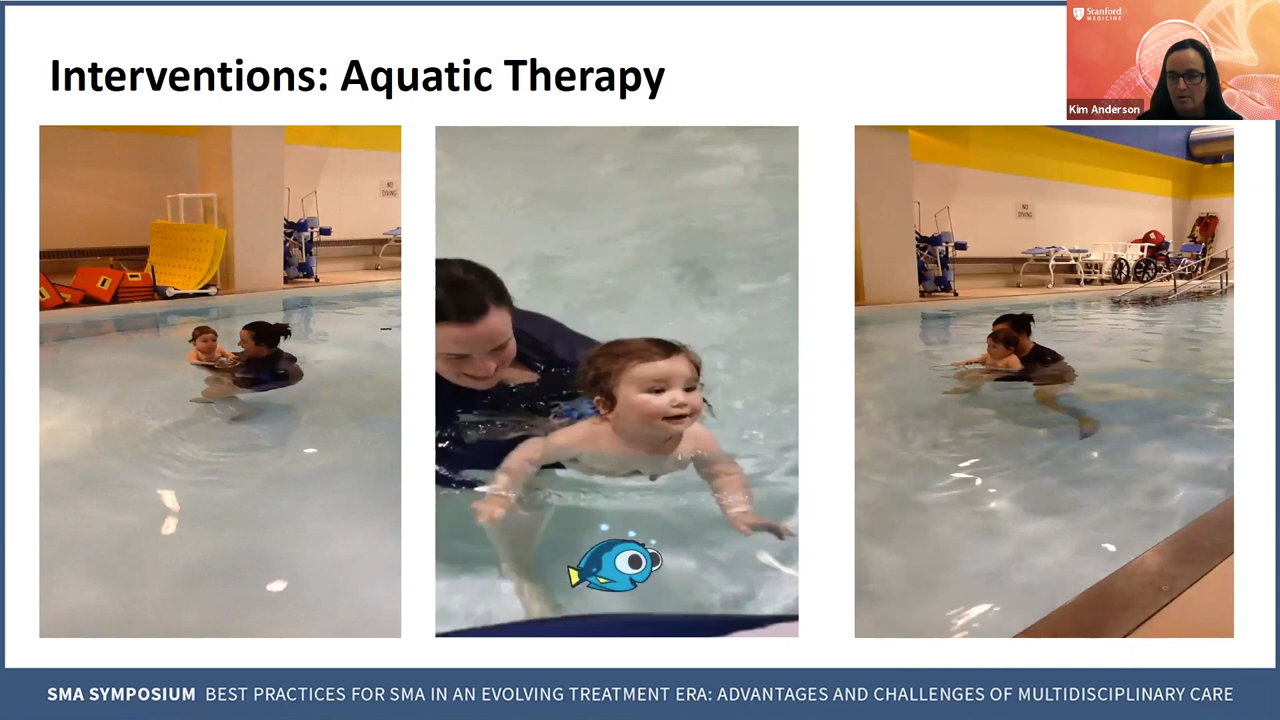 Interventions: Aquatic Therapy
Stanford
MEDICINE
Kim Anderson
NO
DIVING
NO
DIVING
SMA SYMPOSIUM BEST PRACTICES FOR SMA IN AN EVOLVING TREATMENT ERA: ADVANTAGES AND CHALLENGES OF MULTIDISCIPLINARY CARE